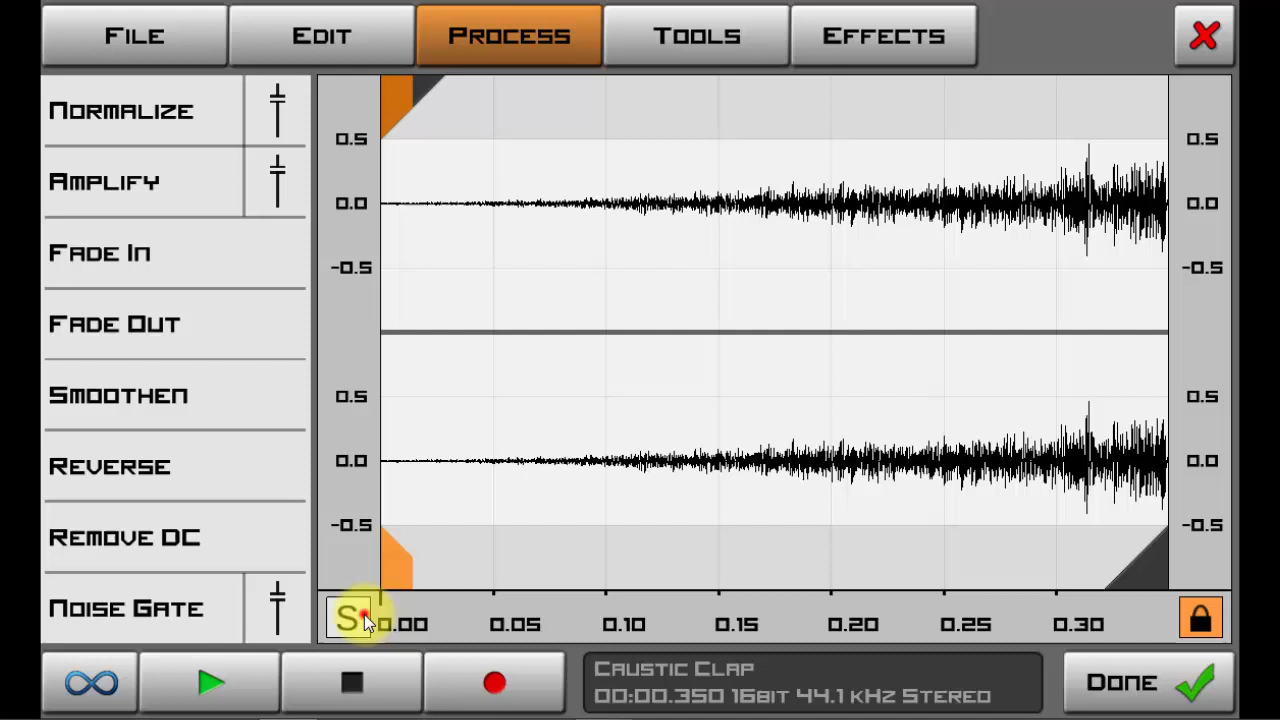 File Edit Process Tools Effects
Normalize
Amplify
Fade In
Fade Out
Smoothen
Reverse
Remove DC
Noise Gate
0.5 0.5
0.0 0.0
-0.5 -0.5
0.5 0.5
0.0 0.0
-0.5 -0.5
S 0.00 0.05 0.10 0.15 0.20 0.25 0.30
Caustic Clap
00:00.350 16bit 44.1 kHz Stereo
Done